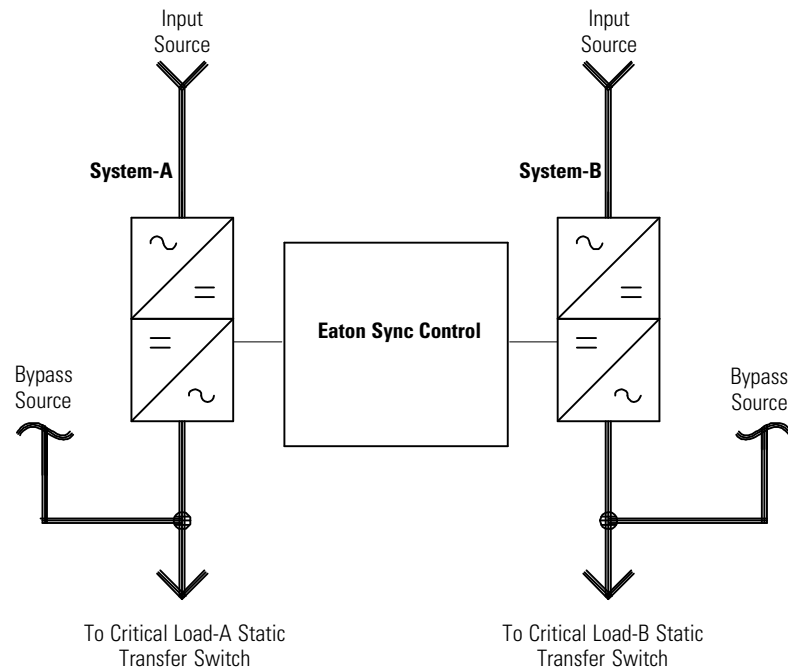 Input
Source
Input
Source
System-A
System-B
Eaton Sync Control
Bypass
Source
Bypass
Source
To Critical Load-A Static
Transfer Switch
To Critical Load-B Static
Transfer Switch